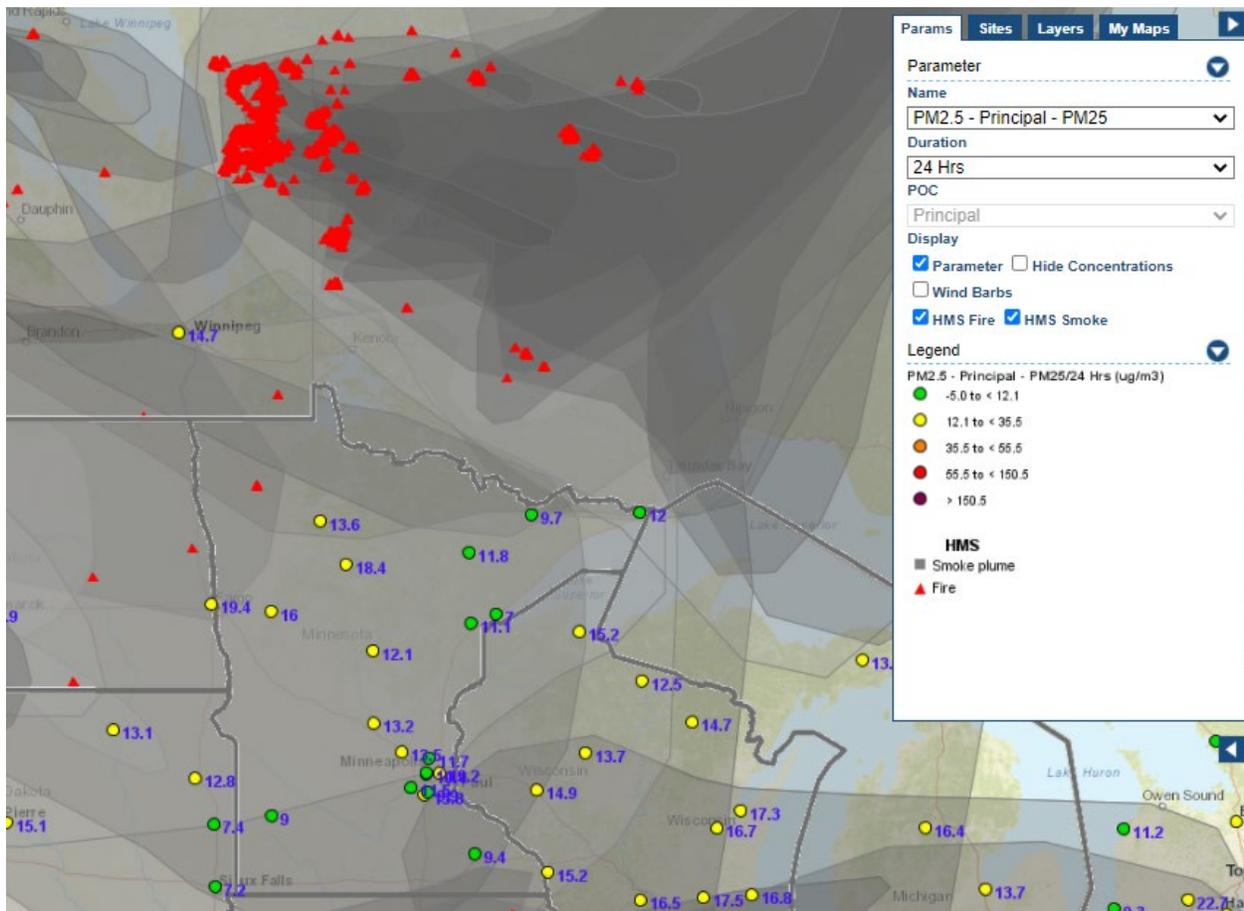 Lake Winnipeg
Params
Sites
Layers
My Maps
Parameter
Name
PM2.5 - Principal - PM25
Duration
24 Hrs
POC
Principal
Display
Parameter
Hide Concentrations
Wind Barbs
HMS Fire
HMS Smoke
Legend
PM2.5 - Principal - PM25/24 Hrs (ug/m3)
-5.0 to < 12.1
12.1 to < 35.5
35.5 to < 55.5
55.5 to < 150.5
> 150.5
HMS
Smoke plume
Fire
Dauphin
Brandon
Winnipeg
14.7
Kenora
Nipigon
Thunder Bay
Lake Superior
13.6
9.7
12
11.8
18.4
Fargo
19.4
16
7
11.1
Minnesota
15.2
12.1
13.
12.5
13.1
13.2
14.7
Minneapolis
12.5
11.7
13.7
Wisconsin
12.8
14.9
Lake Huron
Owen Sound
Pierre
15.1
7.4
9
17.3
16.7
Wisconsin
16.4
11.2
9.4
15.2
Sioux Falls
7.2
16.5
17.5
16.8
Michigan
13.7
22.7